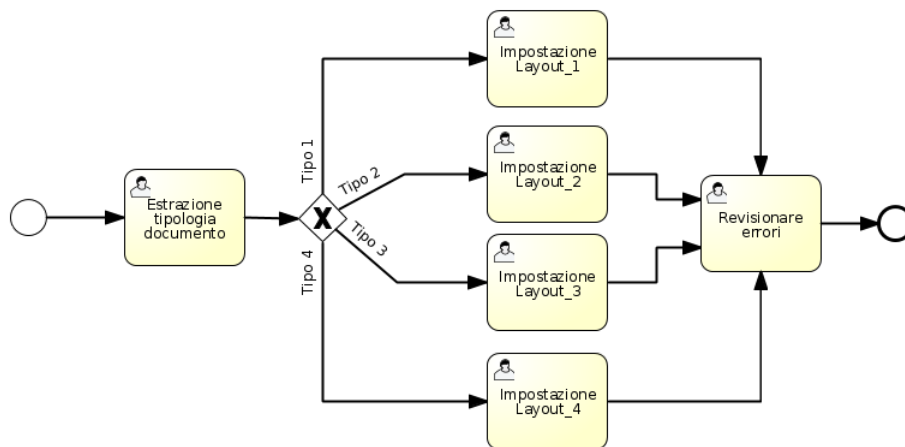 Estrazione
tipologia
documento
X
Tipo 1
Tipo 2
Tipo 3
Tipo 4
Impostazione
Layout_1
Impostazione
Layout_2
Impostazione
Layout_3
Impostazione
Layout_4
Revisionare
errori